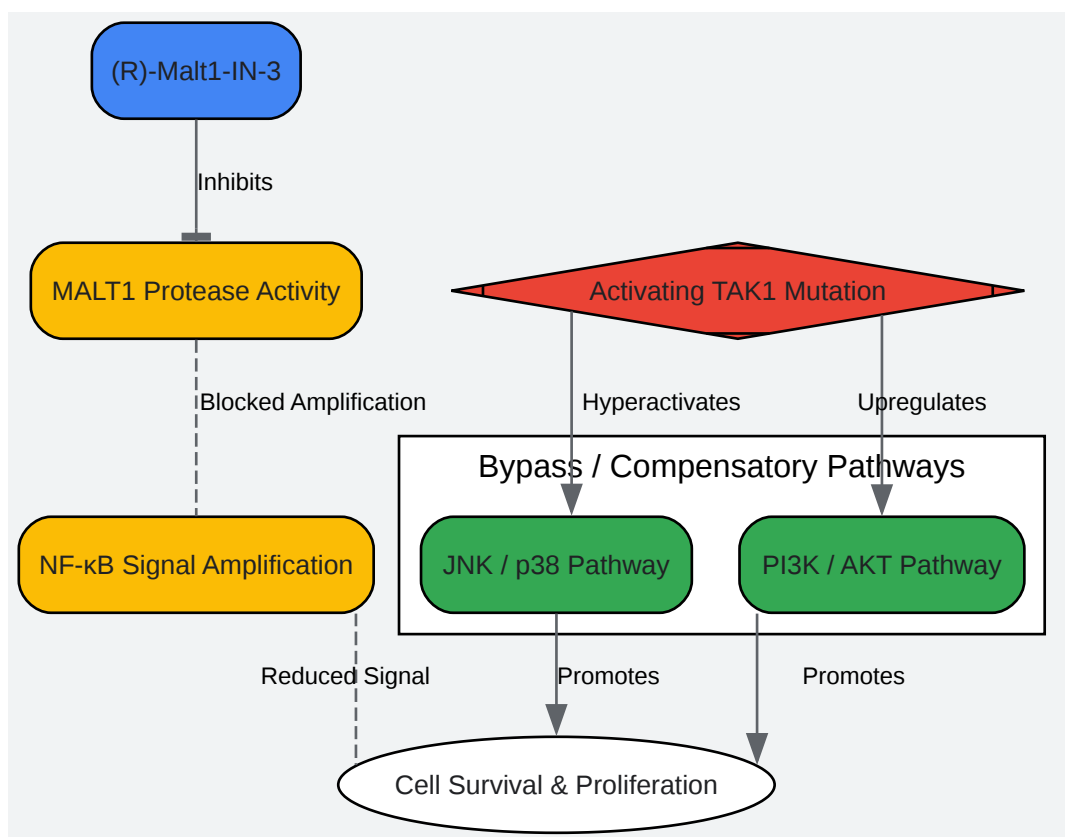 (R)-Malt1-IN-3
Inhibits
MALT1 Protease Activity
Activating TAK1 Mutation
Blocked Amplification
Hyperactivates
Upregulates
Bypass / Compensatory Pathways
NF-κB Signal Amplification
JNK / p38 Pathway
PI3K / AKT Pathway
Reduced Signal
Promotes
Promotes
Cell Survival & Proliferation